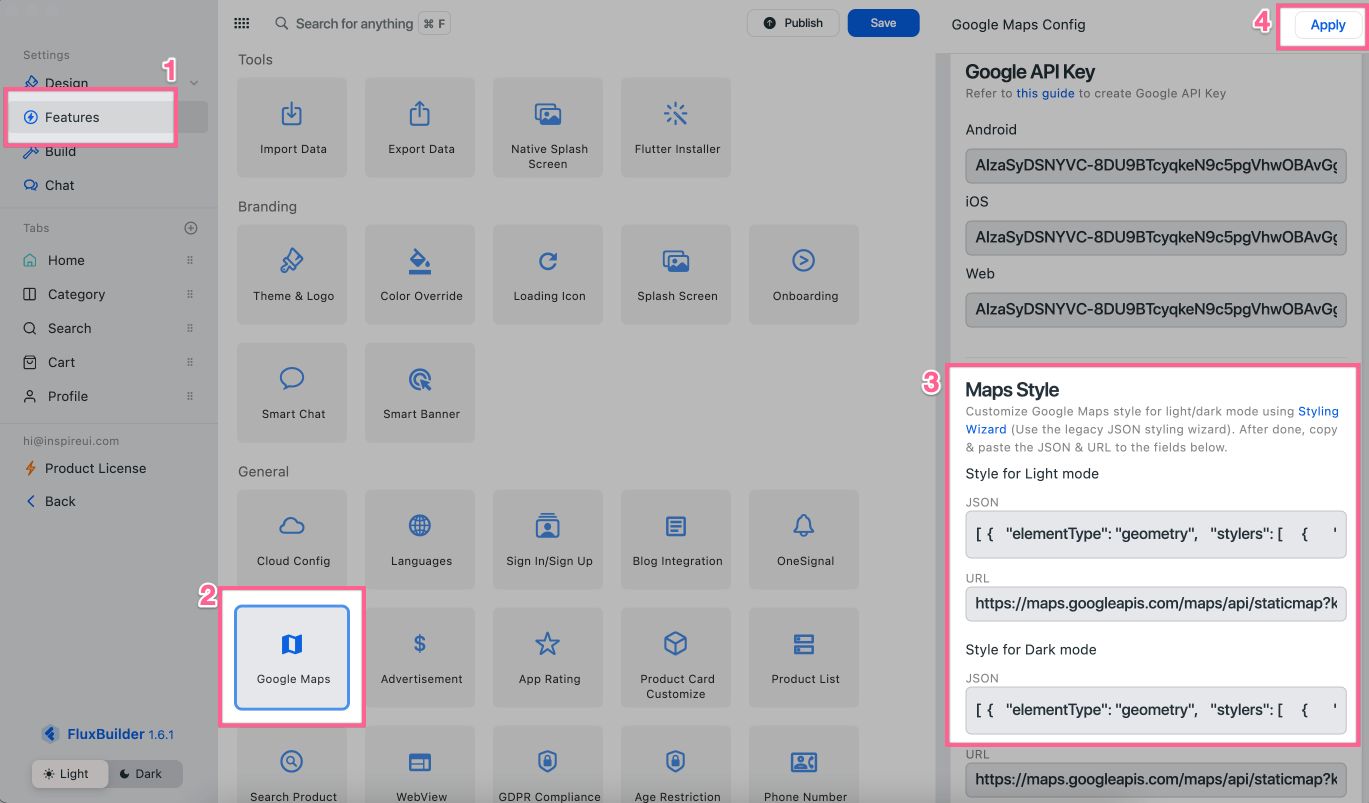 Settings
Design
1
Features
Build
Chat
Tabs
Home
Category
Search
Cart
Profile
hi@inspireui.com
Product License
Back
FluxBuilder 1.6.1
Light
Dark
Search for anything
⌘ F
Publish
Save
Tools
Import Data
Export Data
Native Splash
Screen
Flutter Installer
Branding
Theme & Logo
Color Override
Loading Icon
Splash Screen
Onboarding
Smart Chat
Smart Banner
General
Cloud Config
Languages
Sign In/Sign Up
Blog Integration
OneSignal
2
Google Maps
Advertisement
App Rating
Product Card
Customize
Product List
Search Product
WebView
GDPR Compliance
Age Restriction
Phone Number
Google Maps Config
4
Apply
Google API Key
Refer to this guide to create Google API Key
Android
AIzaSyDSNYVC-8DU9BTcyqkeN9c5pgVhwOBAvGg
iOS
AIzaSyDSNYVC-8DU9BTcyqkeN9c5pgVhwOBAvGg
Web
AIzaSyDSNYVC-8DU9BTcyqkeN9c5pgVhwOBAvGg
3
Maps Style
Customize Google Maps style for light/dark mode using Styling
Wizard (Use the legacy JSON styling wizard). After done, copy
& paste the JSON & URL to the fields below.
Style for Light mode
JSON
[ { "elementType": "geometry", "stylers": [ { "
URL
https://maps.googleapis.com/maps/api/staticmap?k
Style for Dark mode
JSON
[ { "elementType": "geometry", "stylers": [ { "
URL
https://maps.googleapis.com/maps/api/staticmap?k